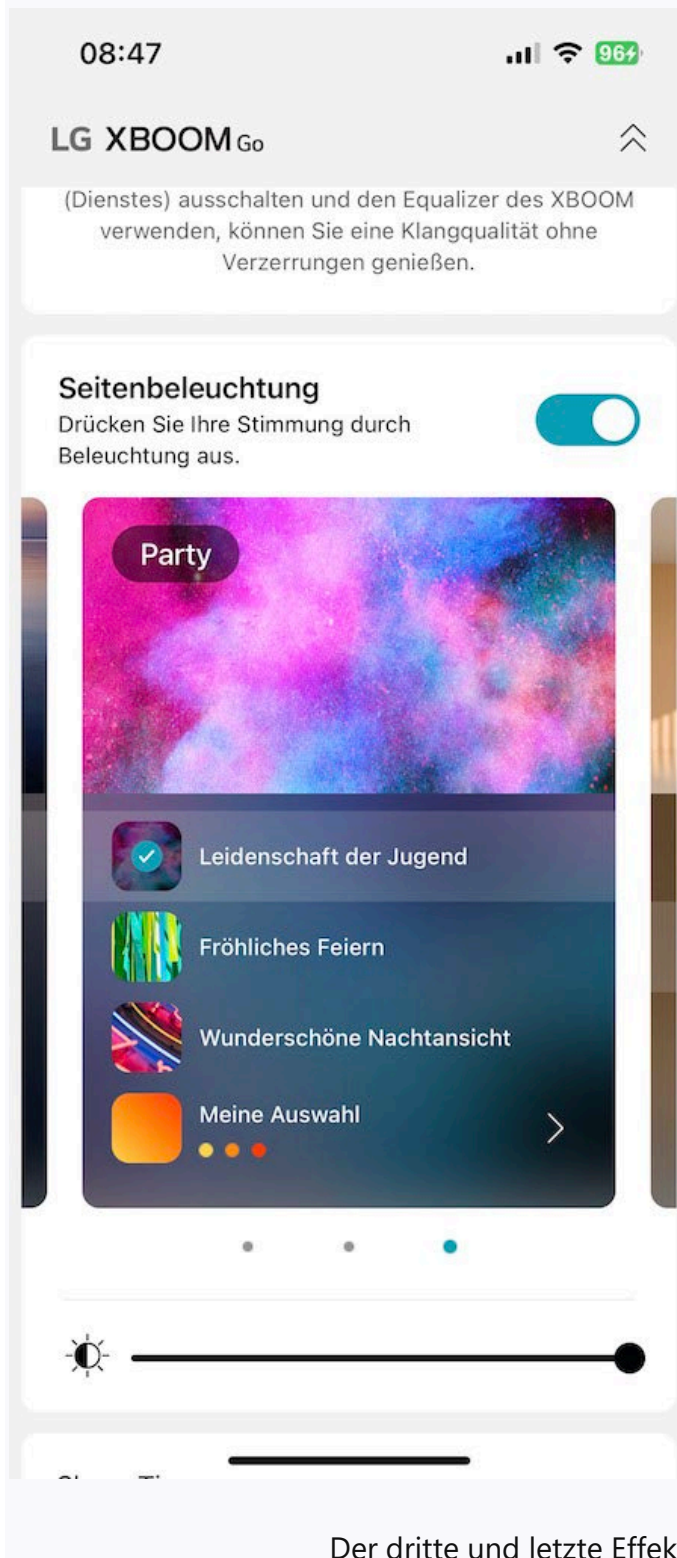 08:47
96
LG XBOOM Go
(Dienstes) ausschalten und den Equalizer des XBOOM
verwenden, können Sie eine Klangqualität ohne
Verzerrungen genießen.
Seitenbeleuchtung
Drücken Sie Ihre Stimmung durch
Beleuchtung aus.
Party
Leidenschaft der Jugend
Fröhliches Feiern
Wunderschöne Nachtansicht
Meine Auswahl
Der dritte und letzte Effek